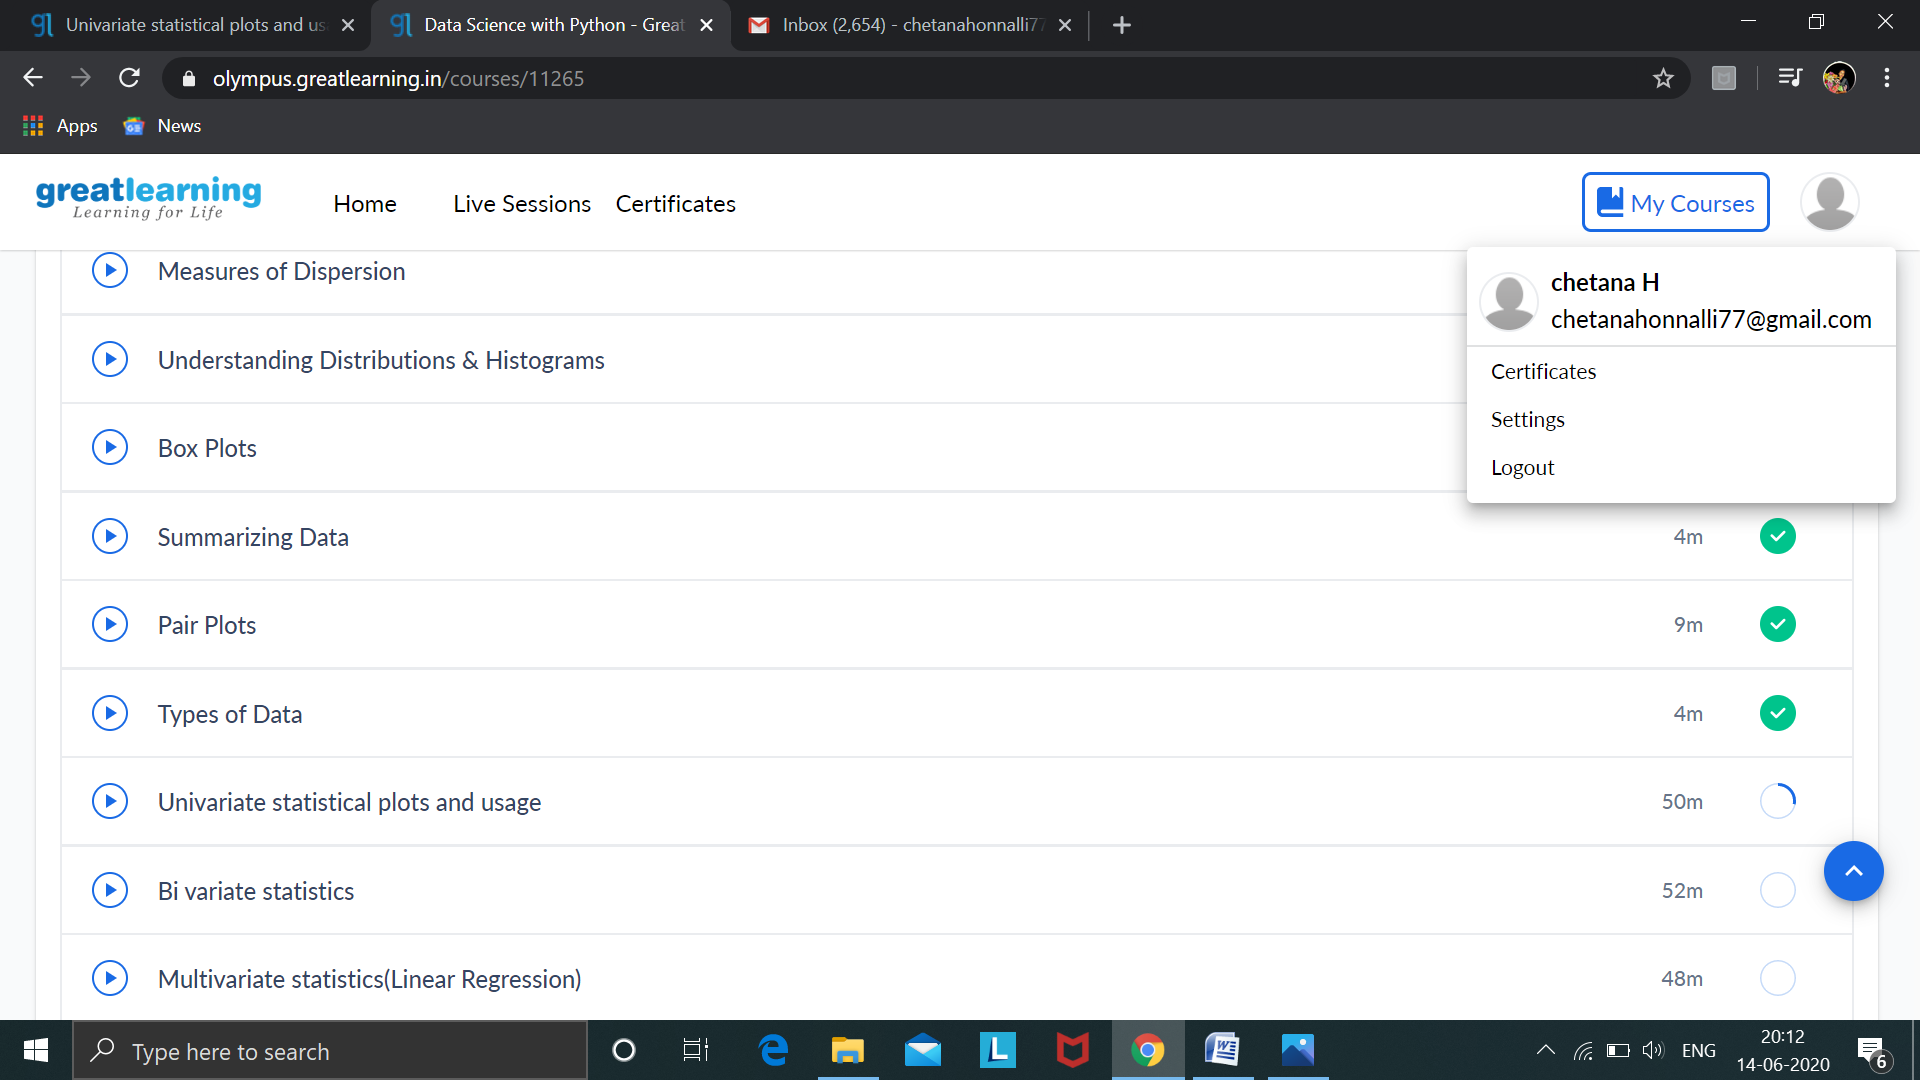 Univariate statistical plots and us
Data Science with Python - Great
Inbox (2,654) - chetanahonnalli77
olympus.greatlearning.in/courses/11265
Apps
News
greatlearning
Learning for Life
Home
Live Sessions
Certificates
My Courses
chetana H
chetanahonnalli77@gmail.com
Certificates
Settings
Logout
Measures of Dispersion
Understanding Distributions & Histograms
Box Plots
Summarizing Data
4m
Pair Plots
9m
Types of Data
4m
Univariate statistical plots and usage
50m
Bi variate statistics
52m
Multivariate statistics(Linear Regression)
48m
Type here to search
ENG
20:12
14-06-2020
6